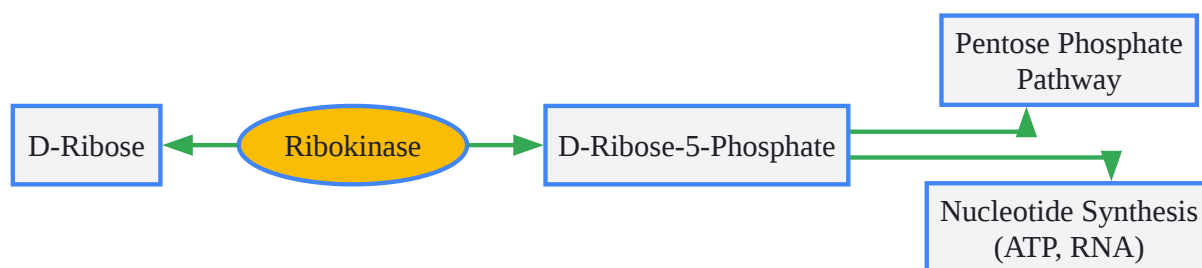 Pentose Phosphate
Pathway
D-Ribose
Ribokinase
D-Ribose-5-Phosphate
Nucleotide Synthesis
(ATP, RNA)